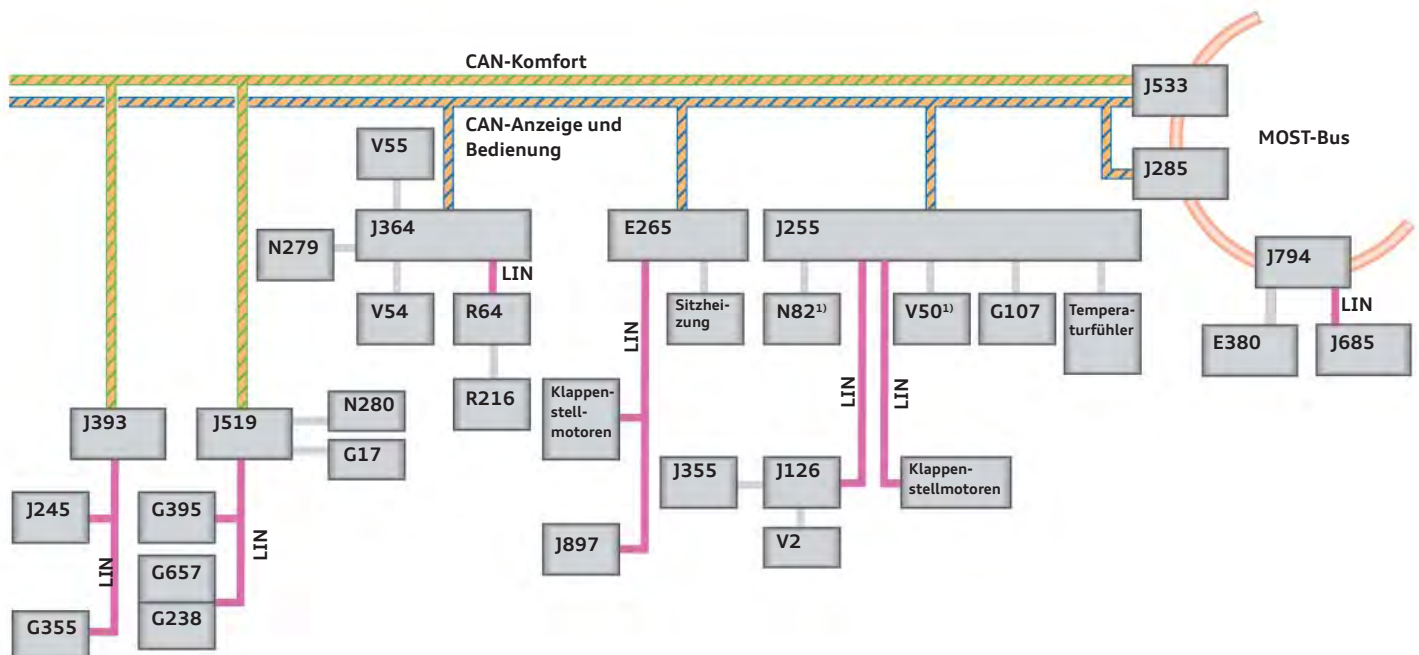 CAN-Komfort
J533
CAN-Anzeige und
Bedienung
V55
MOST-Bus
J285
J364
E265
J255
N279
J794
LIN
LIN
V54
R64
Sitzhei-
zung
N82¹⁾
V50¹⁾
G107
Tempera-
turfühler
E380
J685
LIN
R216
Klappen-
stell-
motoren
LIN
LIN
J393
J519
N280
G17
J355
J126
Klappen-
stellmotoren
J245
G395
LIN
LIN
J897
V2
G657
G238
G355